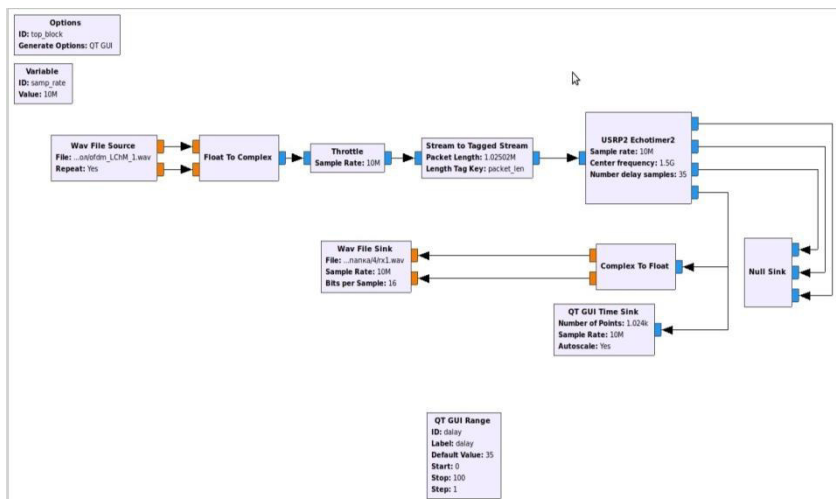 Options
ID: top_block
Generate Options: QT GUI
Variable
ID: samp_rate
Value: 10M
Wav File Source
File: ...on/ofdm_LChM_1.wav
Repeat: Yes
Float To Complex
Throttle
Sample Rate: 10M
Stream to Tagged Stream
Packet Length: 1.02502M
Length Tag Key: packet_len
USRP2 Echotimer2
Sample rate: 10M
Center frequency: 1.5G
Number delay samples: 35
Wav File Sink
File: ...папка/4/rx1.wav
Sample Rate: 10M
Bits per Sample: 16
Complex To Float
Null Sink
QT GUI Time Sink
Number of Points: 1.024k
Sample Rate: 10M
Autoscale: Yes
QT GUI Range
ID: dalay
Label: dalay
Default Value: 35
Start: 0
Stop: 100
Step: 1